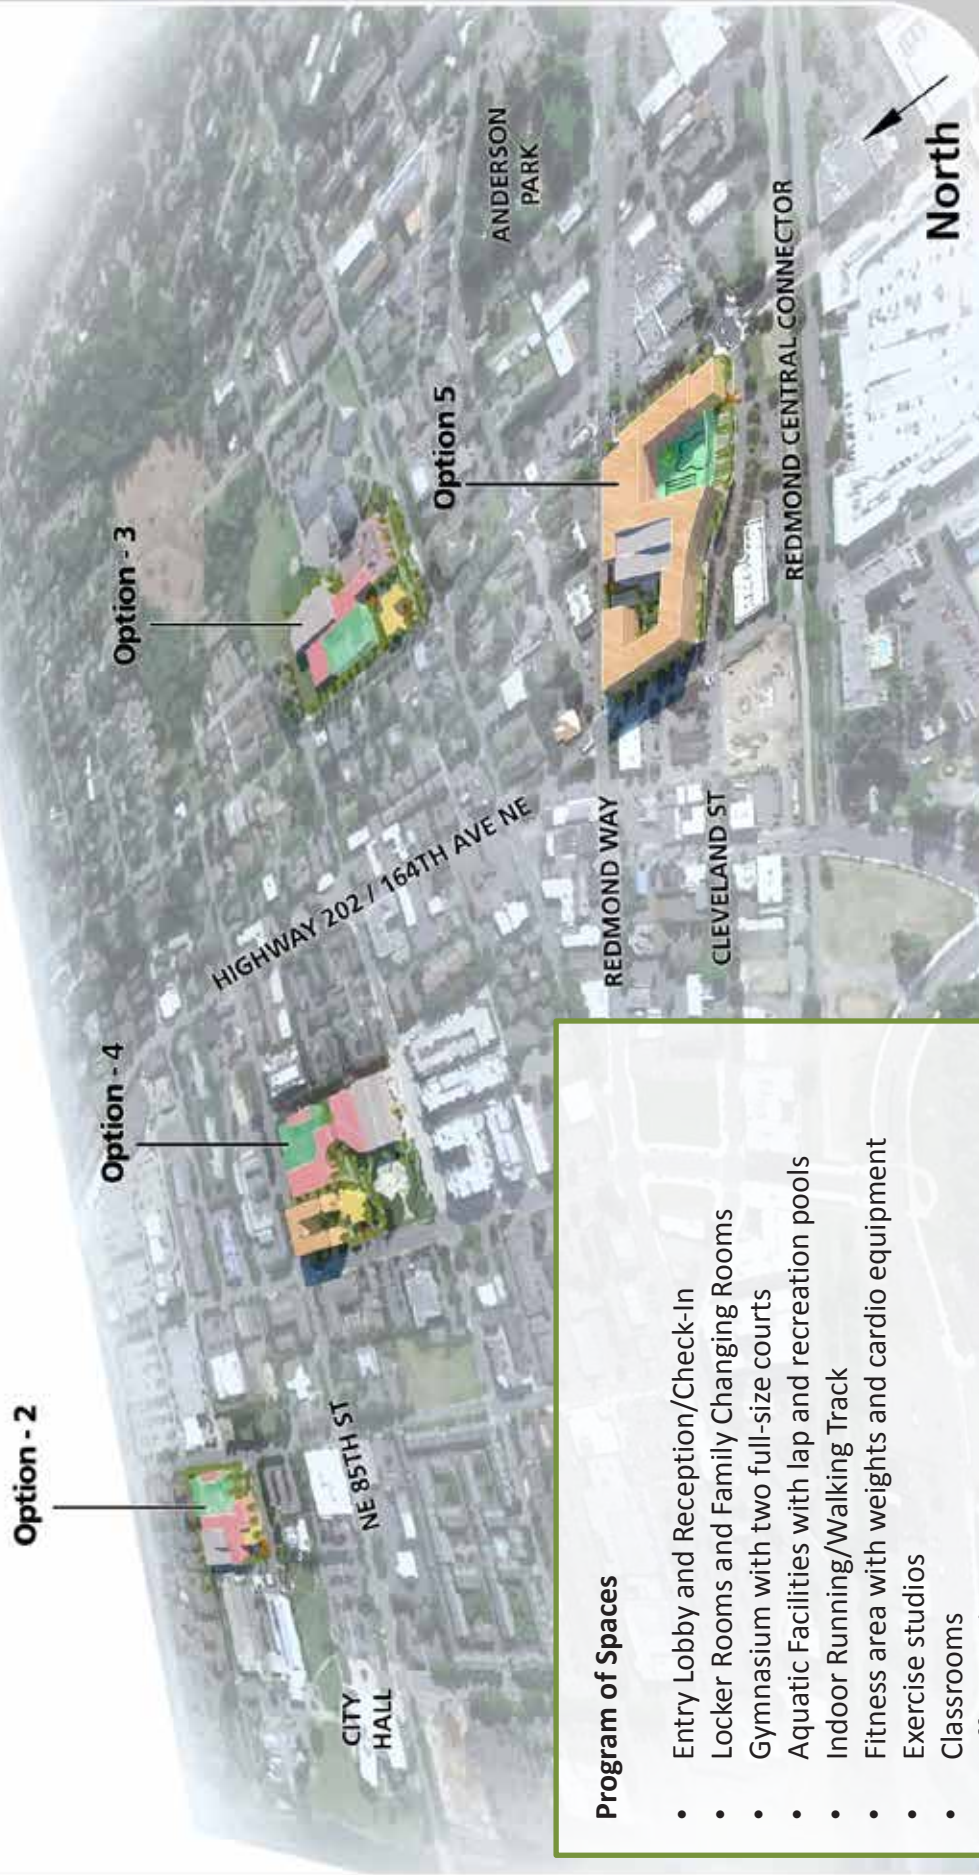 Option - 2
Option - 4
Option - 3
Option 5
CITY
HALL
NE 85TH ST
HIGHWAY 202 / 164TH AVE NE
REDMOND WAY
CLEVELAND ST
REDMOND CENTRAL CONNECTOR
ANDERSON
PARK
North
Program of Spaces
• Entry Lobby and Reception/Check-In
• Locker Rooms and Family Changing Rooms
• Gymnasium with two full-size courts
• Aquatic Facilities with lap and recreation pools
• Indoor Running/Walking Track
• Fitness area with weights and cardio equipment
• Exercise studios
• Classrooms